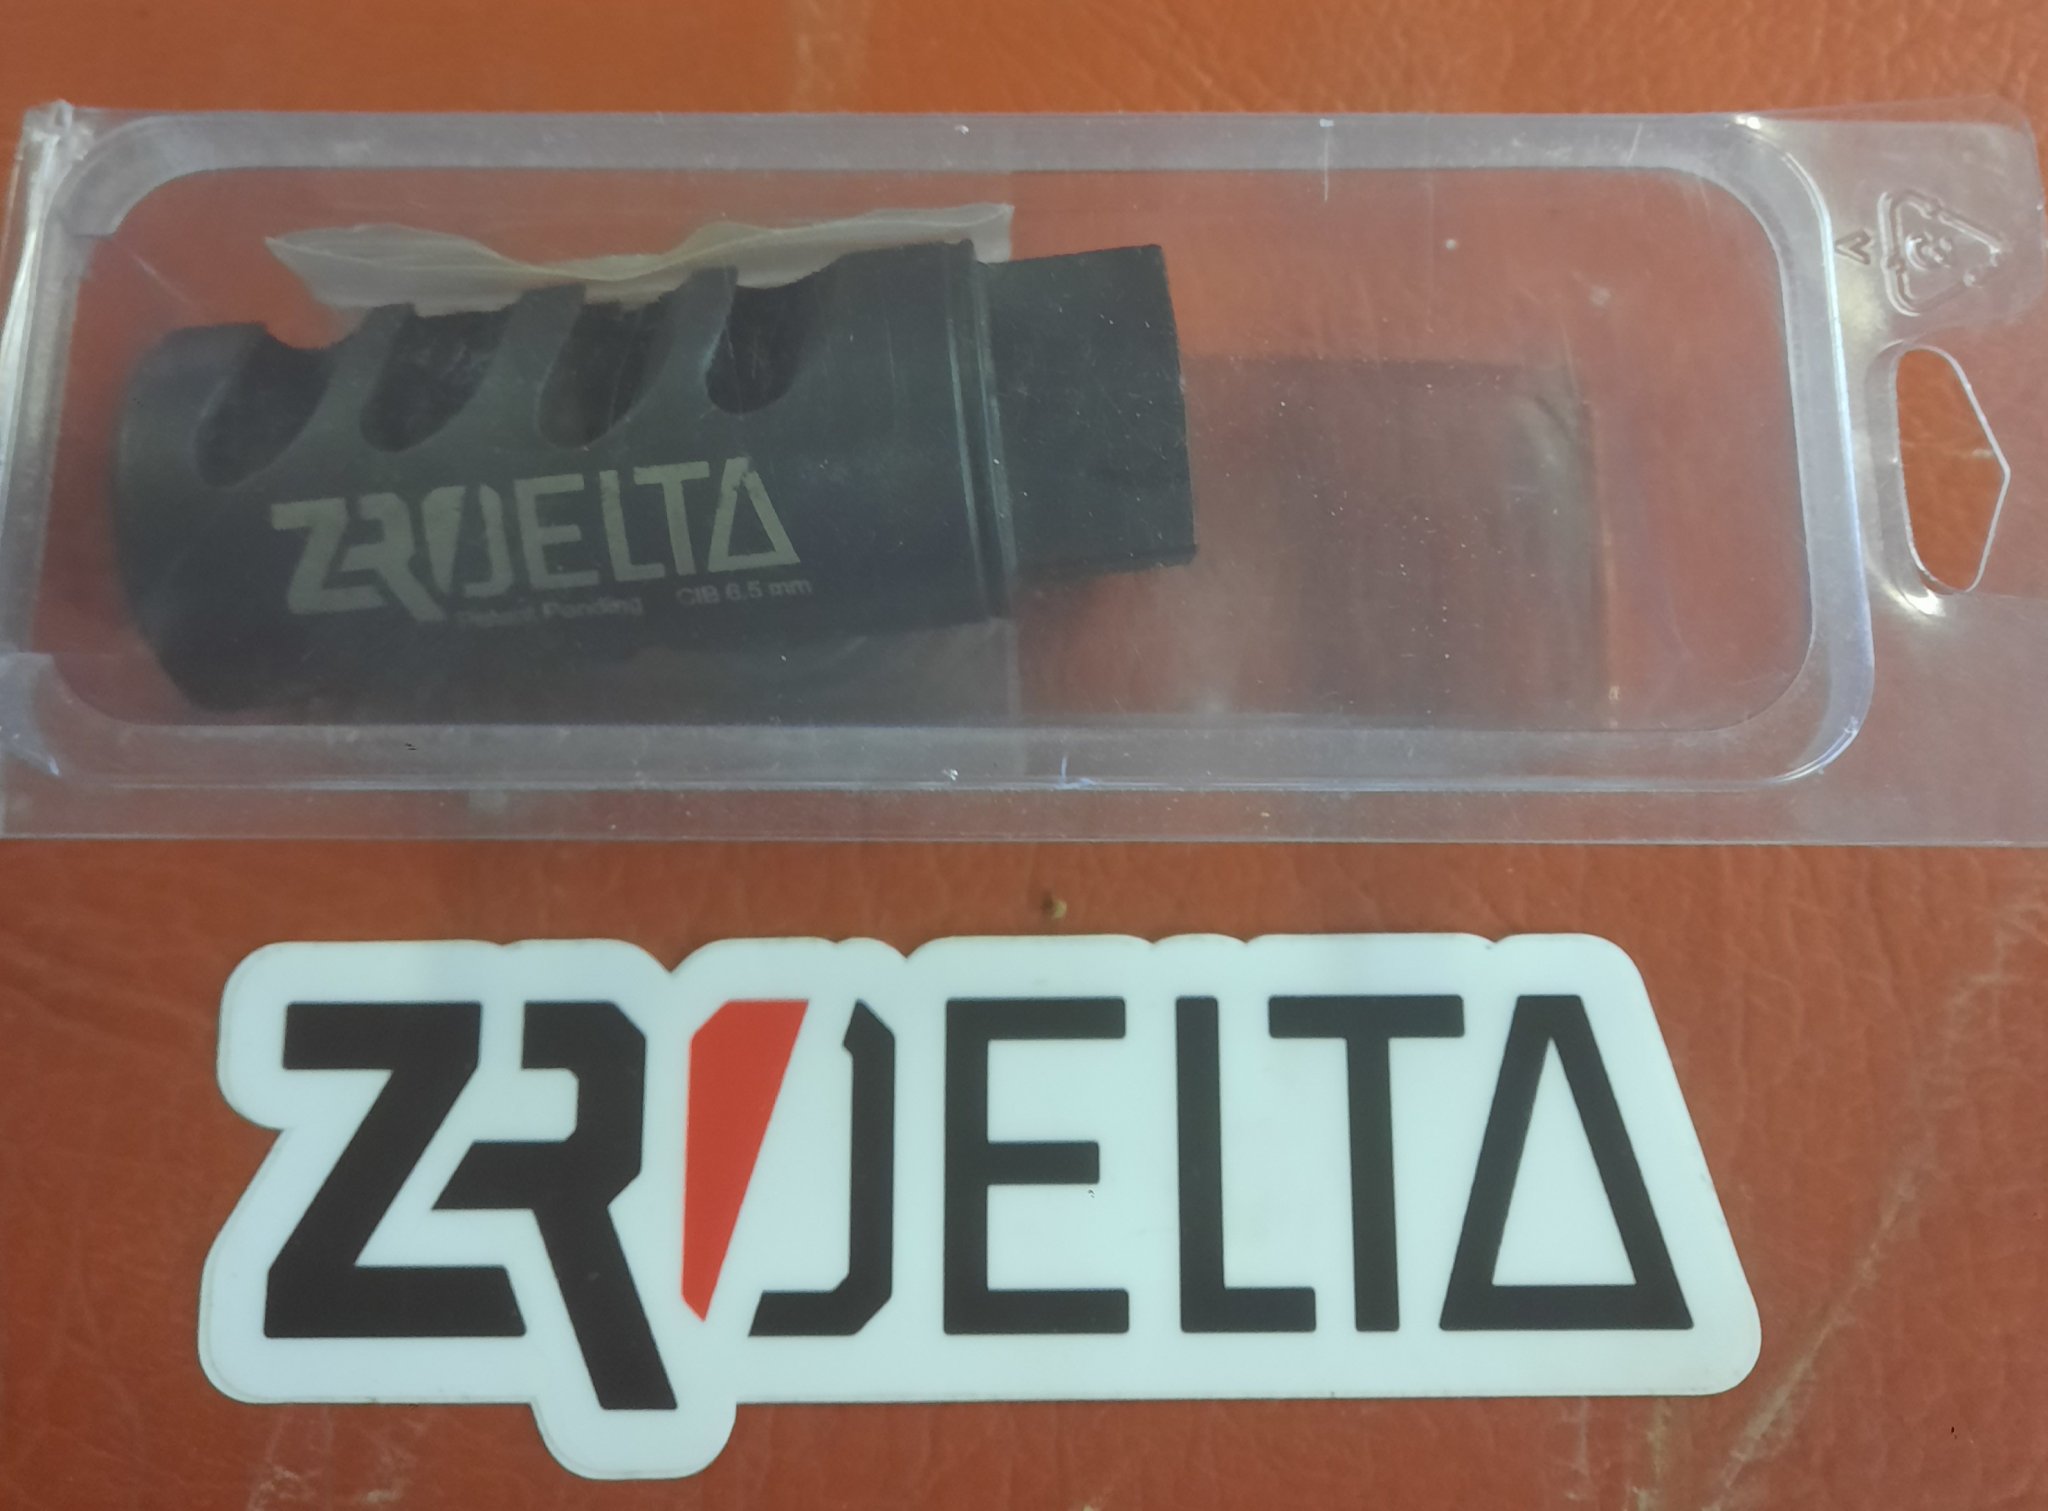 ZRODELTA
Patent Pending CIB 6.5 mm
ZRODELTA